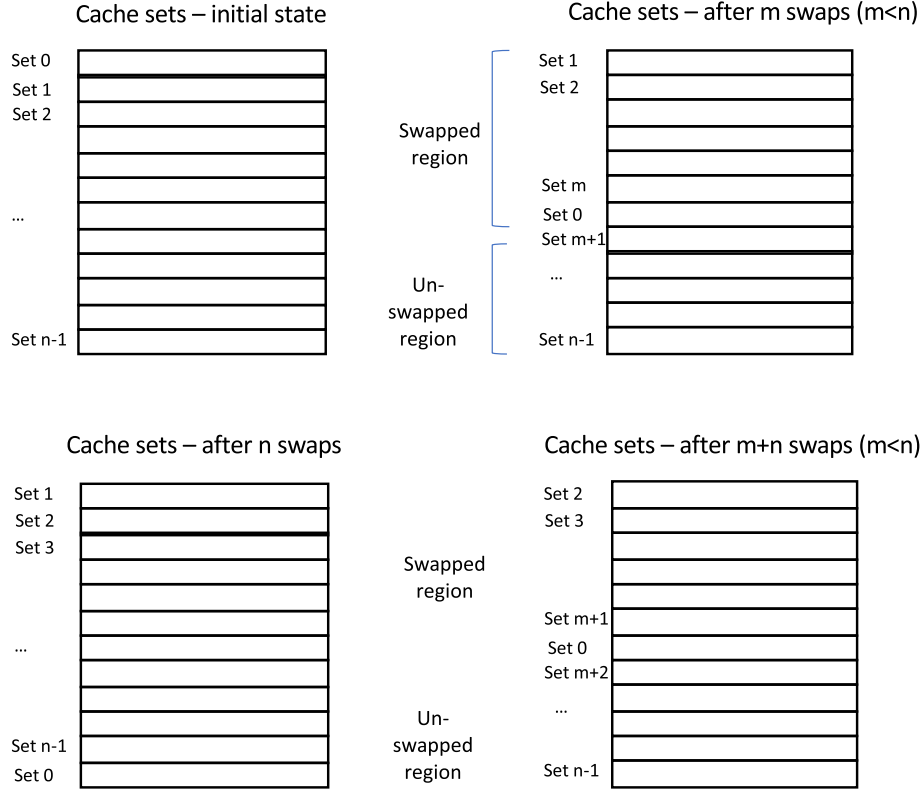 Cache sets – initial state
Set 0
Set 1
Set 2
...
Set n-1
Cache sets – after m swaps (m<n)
Swapped
region
Un-
swapped
region
Set 1
Set 2
Set m
Set 0
Set m+1
...
Set n-1
Cache sets – after n swaps
Set 1
Set 2
Set 3
...
Set n-1
Set 0
Cache sets – after m+n swaps (m<n)
Swapped
region
Un-
swapped
region
Set 2
Set 3
Set m+1
Set 0
Set m+2
...
Set n-1